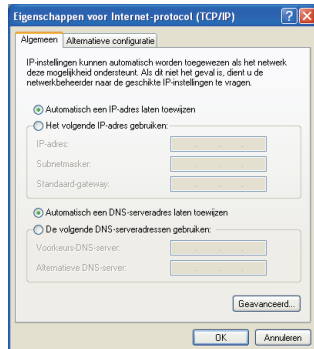 Eigenschappen voor Internet-protocol (TCP/IP)
Algemeen Alternatieve configuratie
IP-instellingen kunnen automatisch worden toegewezen als het netwerk
deze mogelijkheid ondersteunt. Als dit niet het geval is, dient u de
netwerkbeheerder naar de geschikte IP-instellingen te vragen.
Automatisch een IP-adres laten toewijzen
Het volgende IP-adres gebruiken:
IP-adres:
Subnetmasker:
Standaard-gateway:
Automatisch een DNS-serveradres laten toewijzen
De volgende DNS-serveradressen gebruiken:
Voorkeurs-DNS-server:
Alternatieve DNS-server:
Geavanceerd...
OK Annuleren